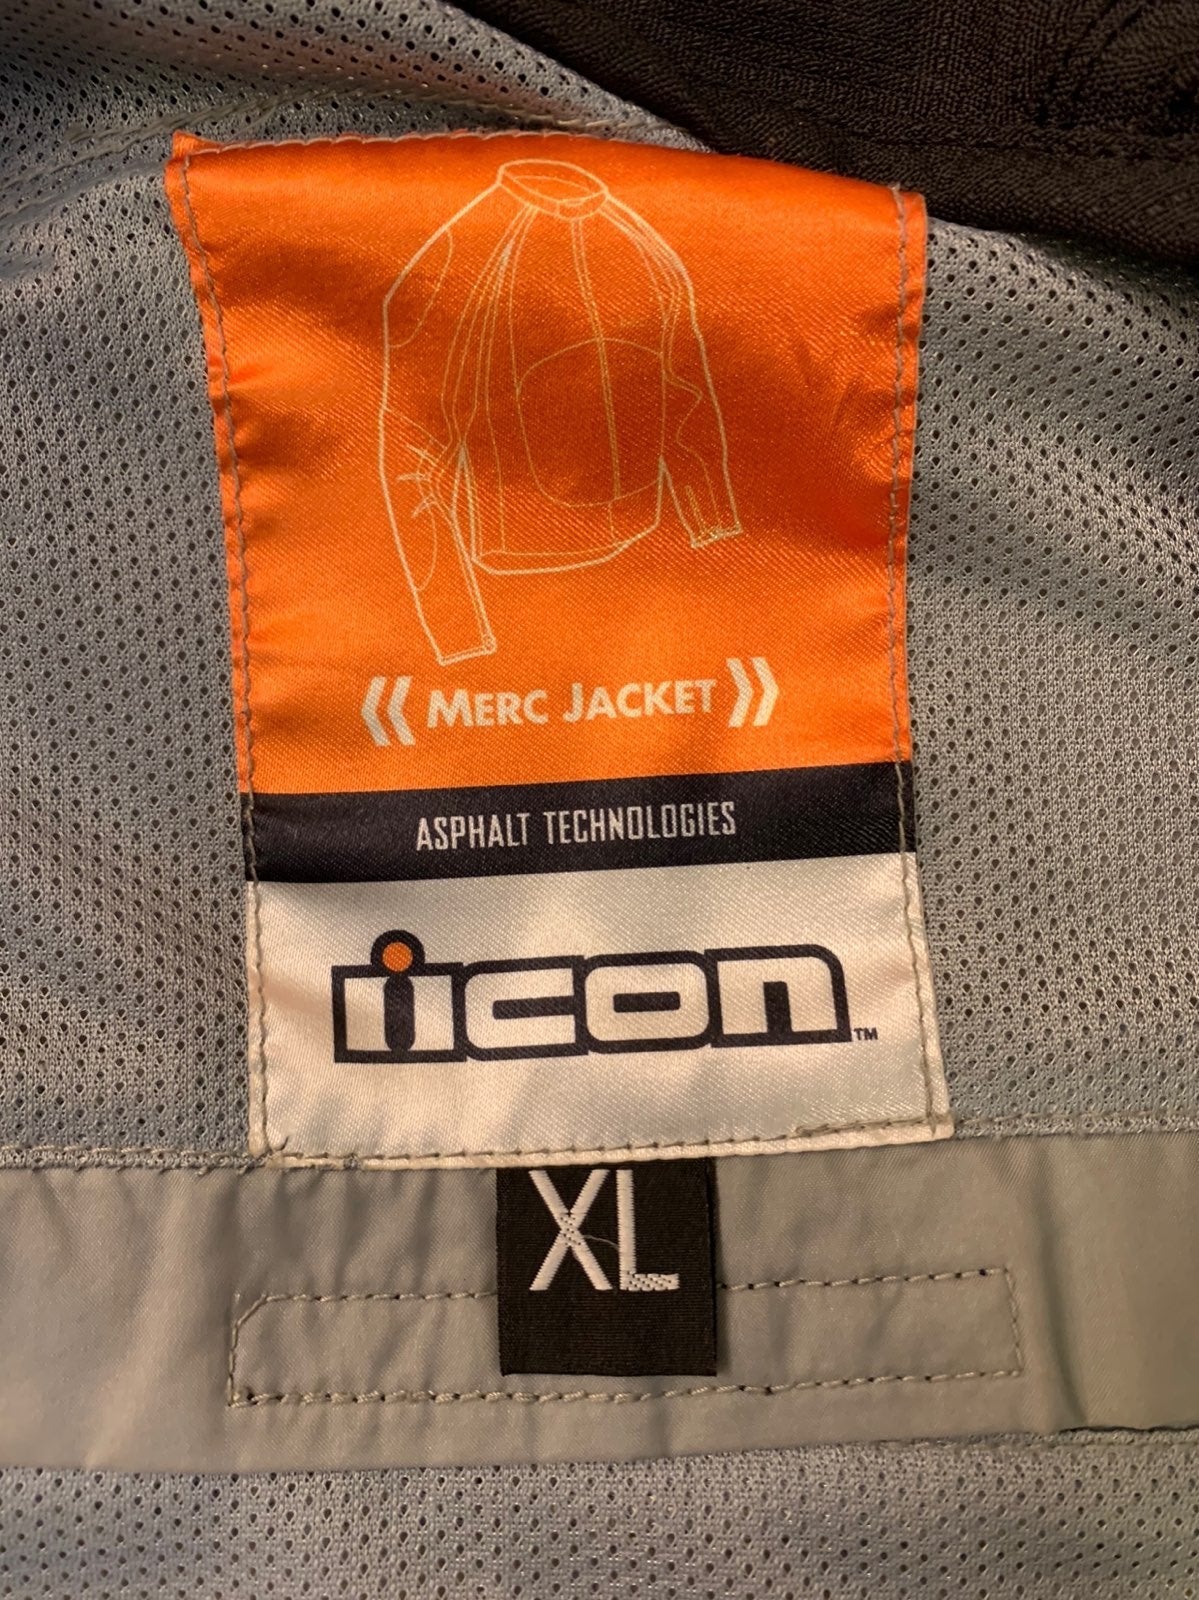 « MERC JACKET »
ASPHALT TECHNOLOGIES
icon™
XL